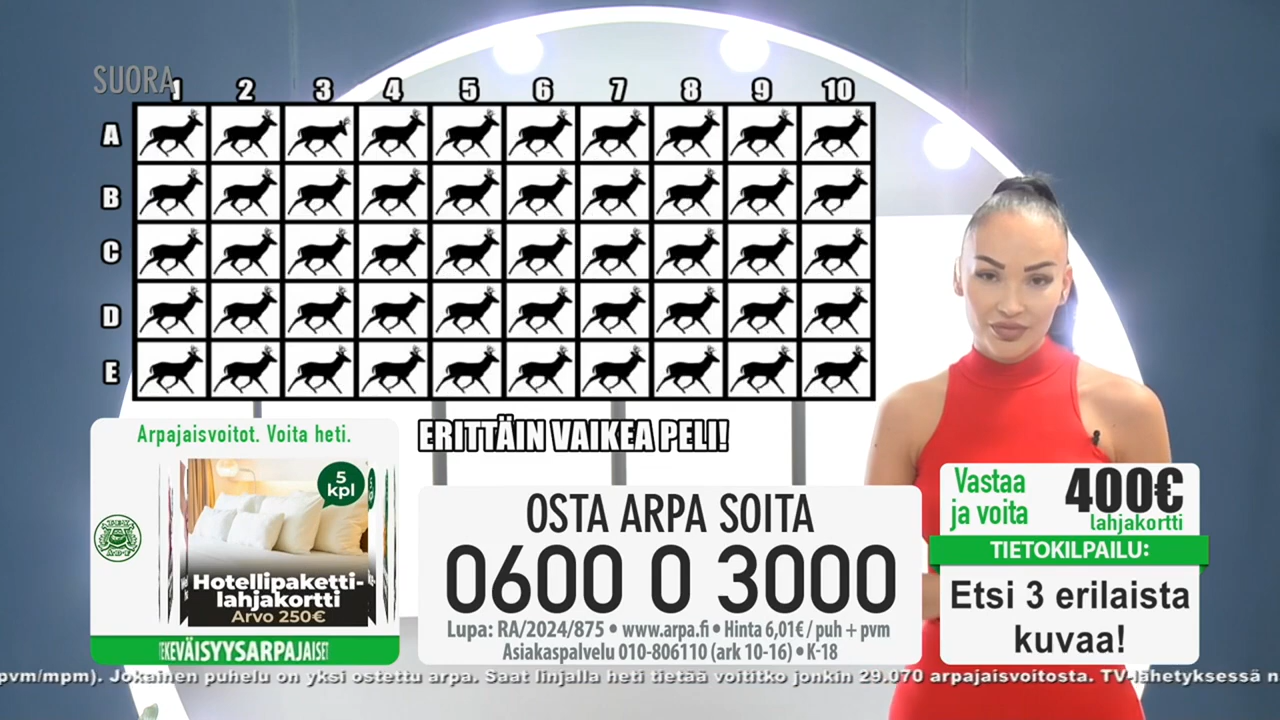 SUORA
1 2 3 4 5 6 7 8 9 10
A
B
C
D
E
ERITTÄIN VAIKEA PELI!
Arpajaisvoitot. Voita heti.
5
kpl
Hotellipaketti-
lahjakortti
Arvo 250€
EKEVÄISYYSARPAJAISET
OSTA ARPA SOITA
0600 0 3000
Lupa: RA/2024/875 • www.arpa.fi • Hinta 6,01€ / puh + pvm
Asiakaspalvelu 010-806110 (ark 10-16) • K-18
Vastaa
ja voita
400€
lahjakortti
TIETOKILPAILU:
Etsi 3 erilaista
kuvaa!
pvm/mpm). Jokainen puhelu on yksi ostettu arpa. Saat linjalla heti tietää voititko jonkin 29.070 arpajaisvoitosta. TV-lähetyksessä n